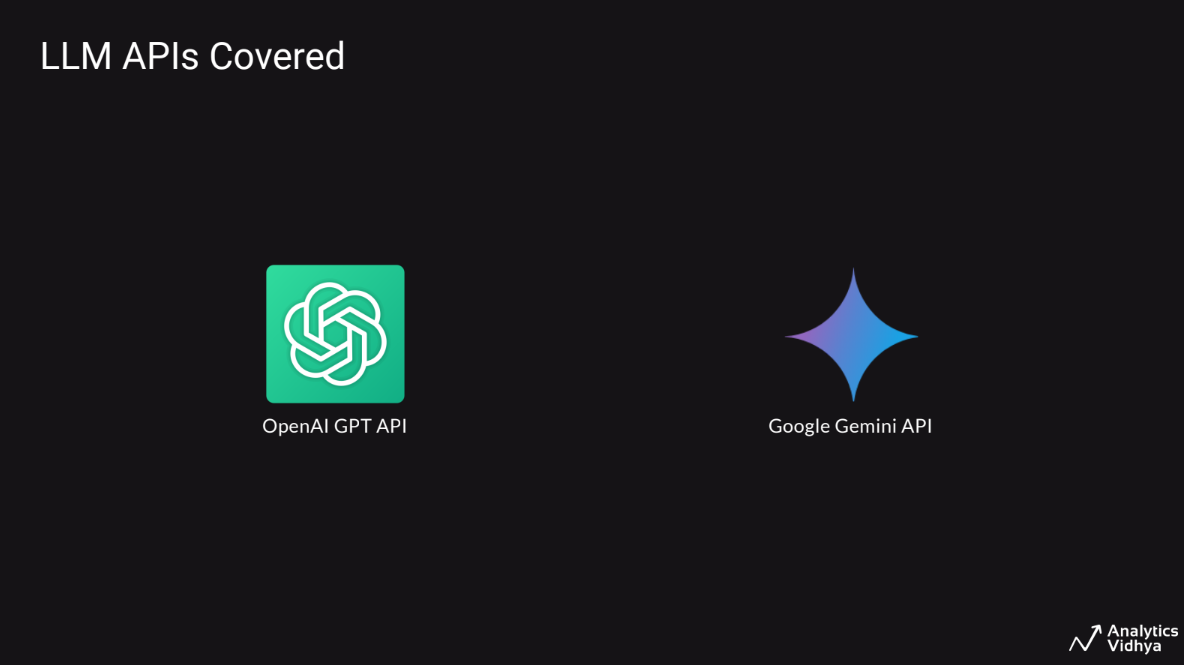 LLM APIs Covered
OpenAI GPT API
Google Gemini API
Analytics
Vidhya